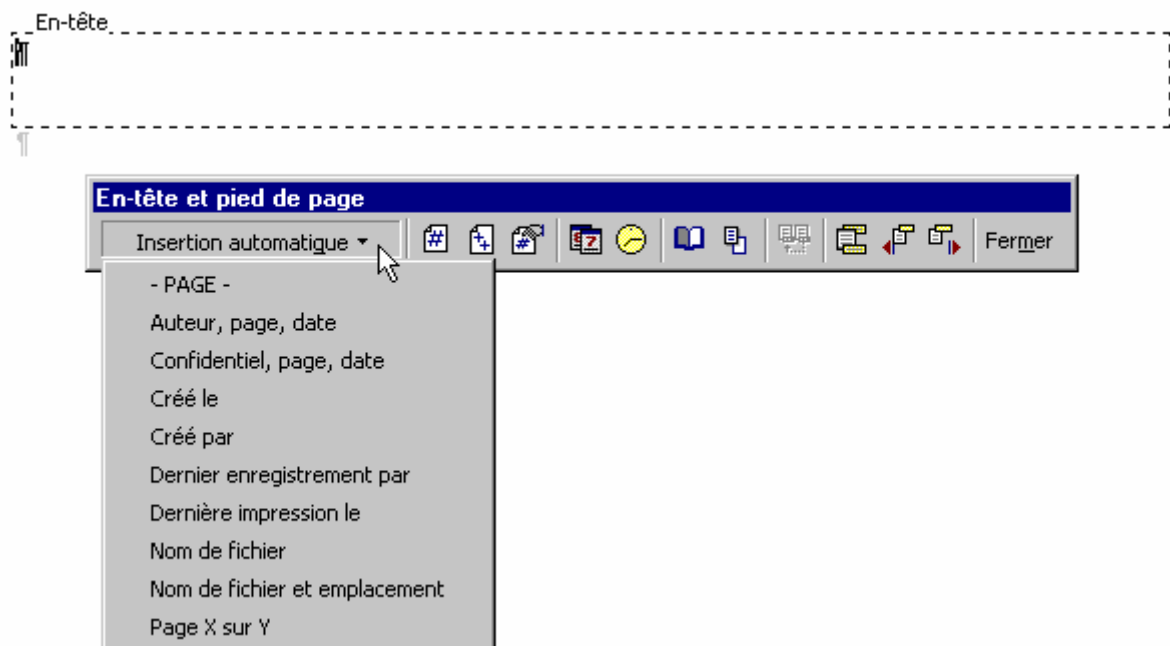 En-tête
¶
¶
En-tête et pied de page
Insertion automatique Fermer
- PAGE -
Auteur, page, date
Confidentiel, page, date
Créé le
Créé par
Dernier enregistrement par
Dernière impression le
Nom de fichier
Nom de fichier et emplacement
Page X sur Y